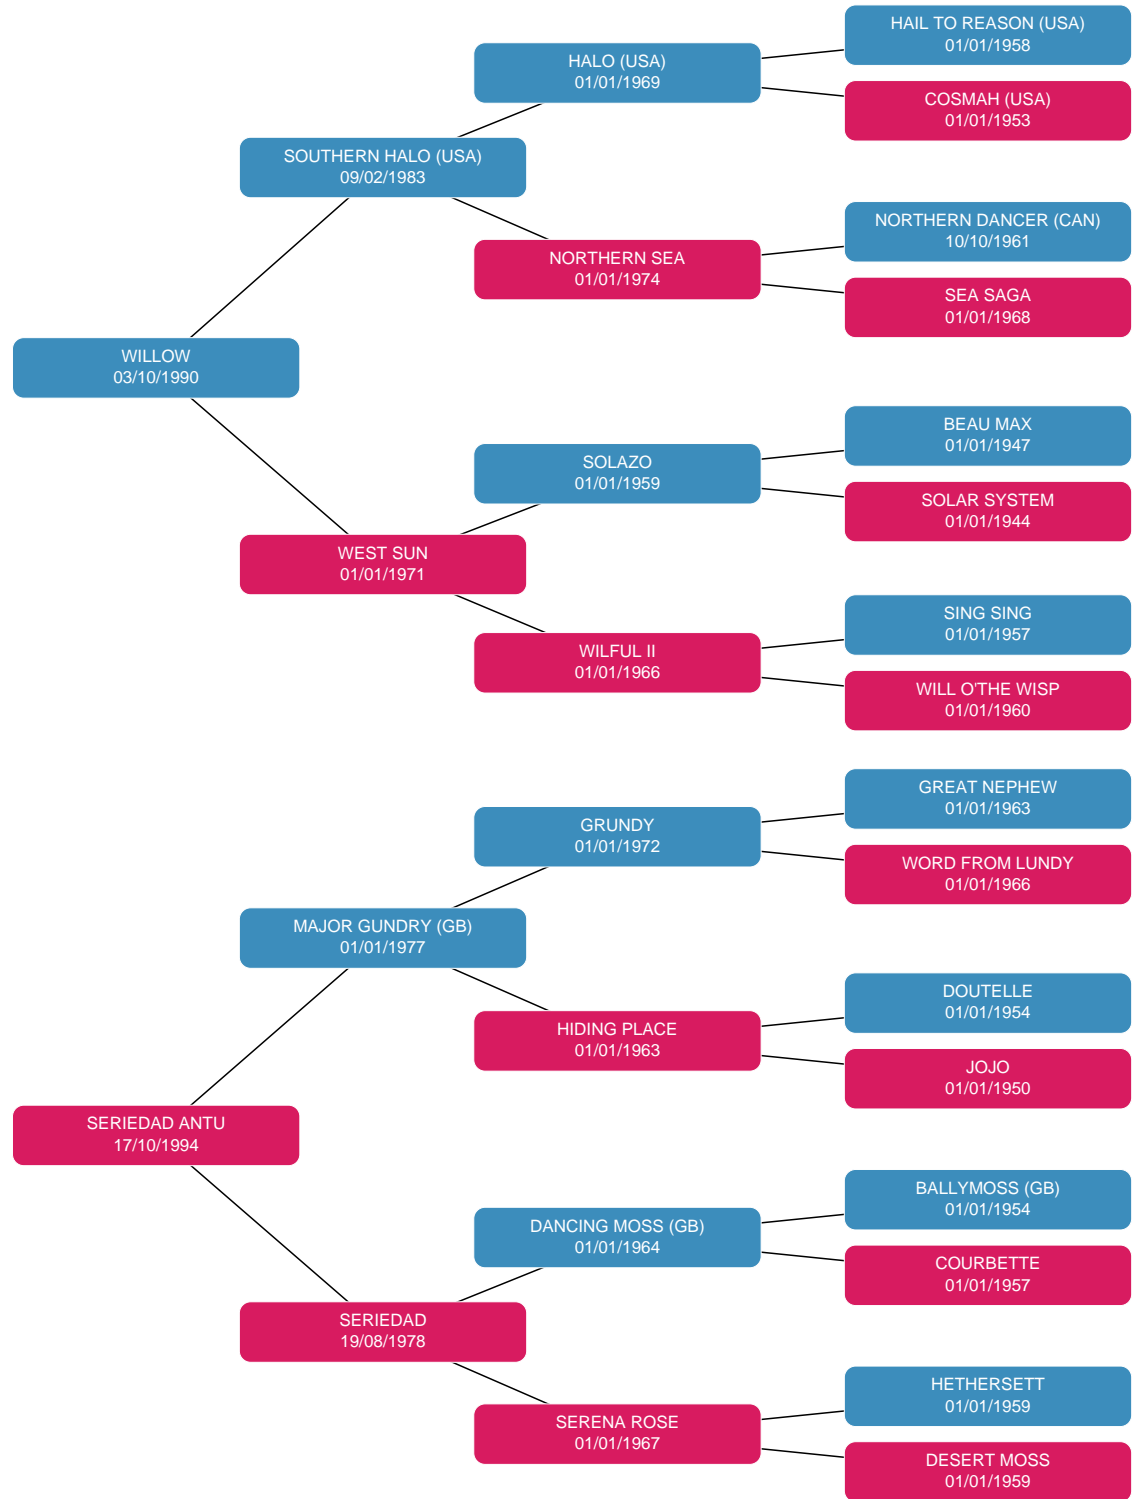 HAIL TO REASON (USA)
01/01/1958
HALO (USA)
01/01/1969
COSMAH (USA)
01/01/1953
SOUTHERN HALO (USA)
09/02/1983
NORTHERN DANCER (CAN)
10/10/1961
NORTHERN SEA
01/01/1974
SEA SAGA
01/01/1968
WILLOW
03/10/1990
BEAU MAX
01/01/1947
SOLAZO
01/01/1959
SOLAR SYSTEM
01/01/1944
WEST SUN
01/01/1971
SING SING
01/01/1957
WILFUL II
01/01/1966
WILL O'THE WISP
01/01/1960
GREAT NEPHEW
01/01/1963
GRUNDY
01/01/1972
WORD FROM LUNDY
01/01/1966
MAJOR GUNDRY (GB)
01/01/1977
DOUTELLE
01/01/1954
HIDING PLACE
01/01/1963
JOJO
01/01/1950
SERIEDAD ANTU
17/10/1994
BALLYMOSS (GB)
01/01/1954
DANCING MOSS (GB)
01/01/1964
COURBETTE
01/01/1957
SERIEDAD
19/08/1978
HETHERSETT
01/01/1959
SERENA ROSE
01/01/1967
DESERT MOSS
01/01/1959